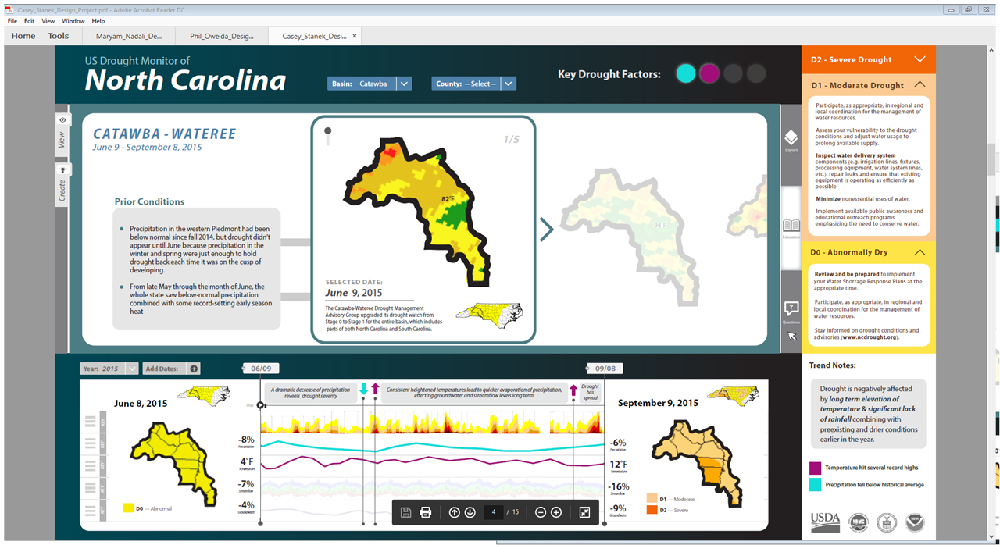 Casey_Stanek_Design_Project.pdf - Adobe Acrobat Reader DC
File Edit View Window Help
Home Tools Maryam_Nadali_De... Phil_Oweida_Desig... Casey_Stanek_Desi... ×
US Drought Monitor of
North Carolina
Basin: Catawba
County: -- Select --
Key Drought Factors:
View
Create
CATAWBA - WATEREE
June 9 - September 8, 2015
Prior Conditions
Precipitation in the western Piedmont had been
below normal since fall 2014, but drought didn't
appear until June because precipitation in the
winter and spring were just enough to hold
drought back each time it was on the cusp of
developing.
From late May through the month of June, the
whole state saw below-normal precipitation
combined with some record-setting early season
heat
1/5
82°F
SELECTED DATE:
June 9, 2015
The Catawba-Wateree Drought Management
Advisory Group upgraded its drought watch from
Stage 0 to Stage 1 for the entire basin, which includes
parts of both North Carolina and South Carolina.
94°F
Layers
Education
Questions
D2 - Severe Drought
D1 - Moderate Drought
Participate, as appropriate, in regional and
local coordination for the management of
water resources.
Assess your vulnerability to the drought
conditions and adjust water usage to
prolong available supply.
Inspect water delivery system
components (e.g. irrigation lines, fixtures,
processing equipment, water system lines,
etc.), repair leaks and ensure that existing
equipment is operating as efficiently as
possible.
Minimize nonessential uses of water.
Implement available public awareness and
educational outreach programs
emphasizing the need to conserve water.
D0 - Abnormally Dry
Review and be prepared to implement
your Water Shortage Response Plans at the
appropriate time.
Participate, as appropriate, in regional and
local coordination for the management of
water resources.
Stay informed on drought conditions and
advisories (www.ncdrought.org).
Trend Notes:
Drought is negatively affected
by long term elevation of
temperature & significant lack
of rainfall combining with
preexisting and drier conditions
earlier in the year.
Temperature hit several record highs
Precipitation fell below historical average
USDA
Year: 2015
Add Dates:
06/09
09/08
June 8, 2015
A dramatic decrease of precipitation
reveals drought severity
Consistent heightened temperatures lead to quicker evaporation of precipitation,
effecting groundwater and streamflow levels long term
Drought
has
spread
September 9, 2015
Play
KEY
KEY
KEY
KEY
KEY
-8%
Precipitation
4°F
Temperature
-7%
Streamflow
-4%
Groundwater
-6%
Precipitation
12°F
Temperature
-16%
Streamflow
-9%
Groundwater
D0 — Abnormal
D1 — Moderate
D2 — Severe
4 / 15